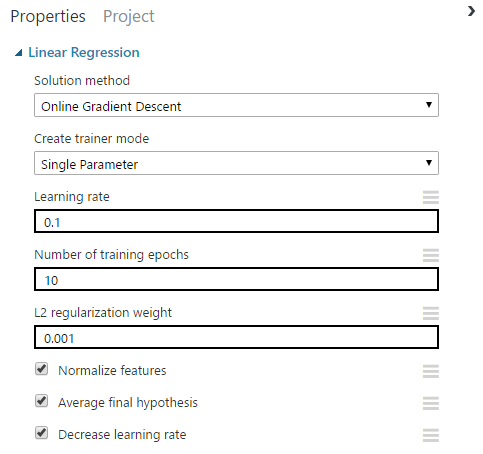 Properties Project
Linear Regression
Solution method
Online Gradient Descent
Create trainer mode
Single Parameter
Learning rate
0.1
Number of training epochs
10
L2 regularization weight
0.001
Normalize features
Average final hypothesis
Decrease learning rate